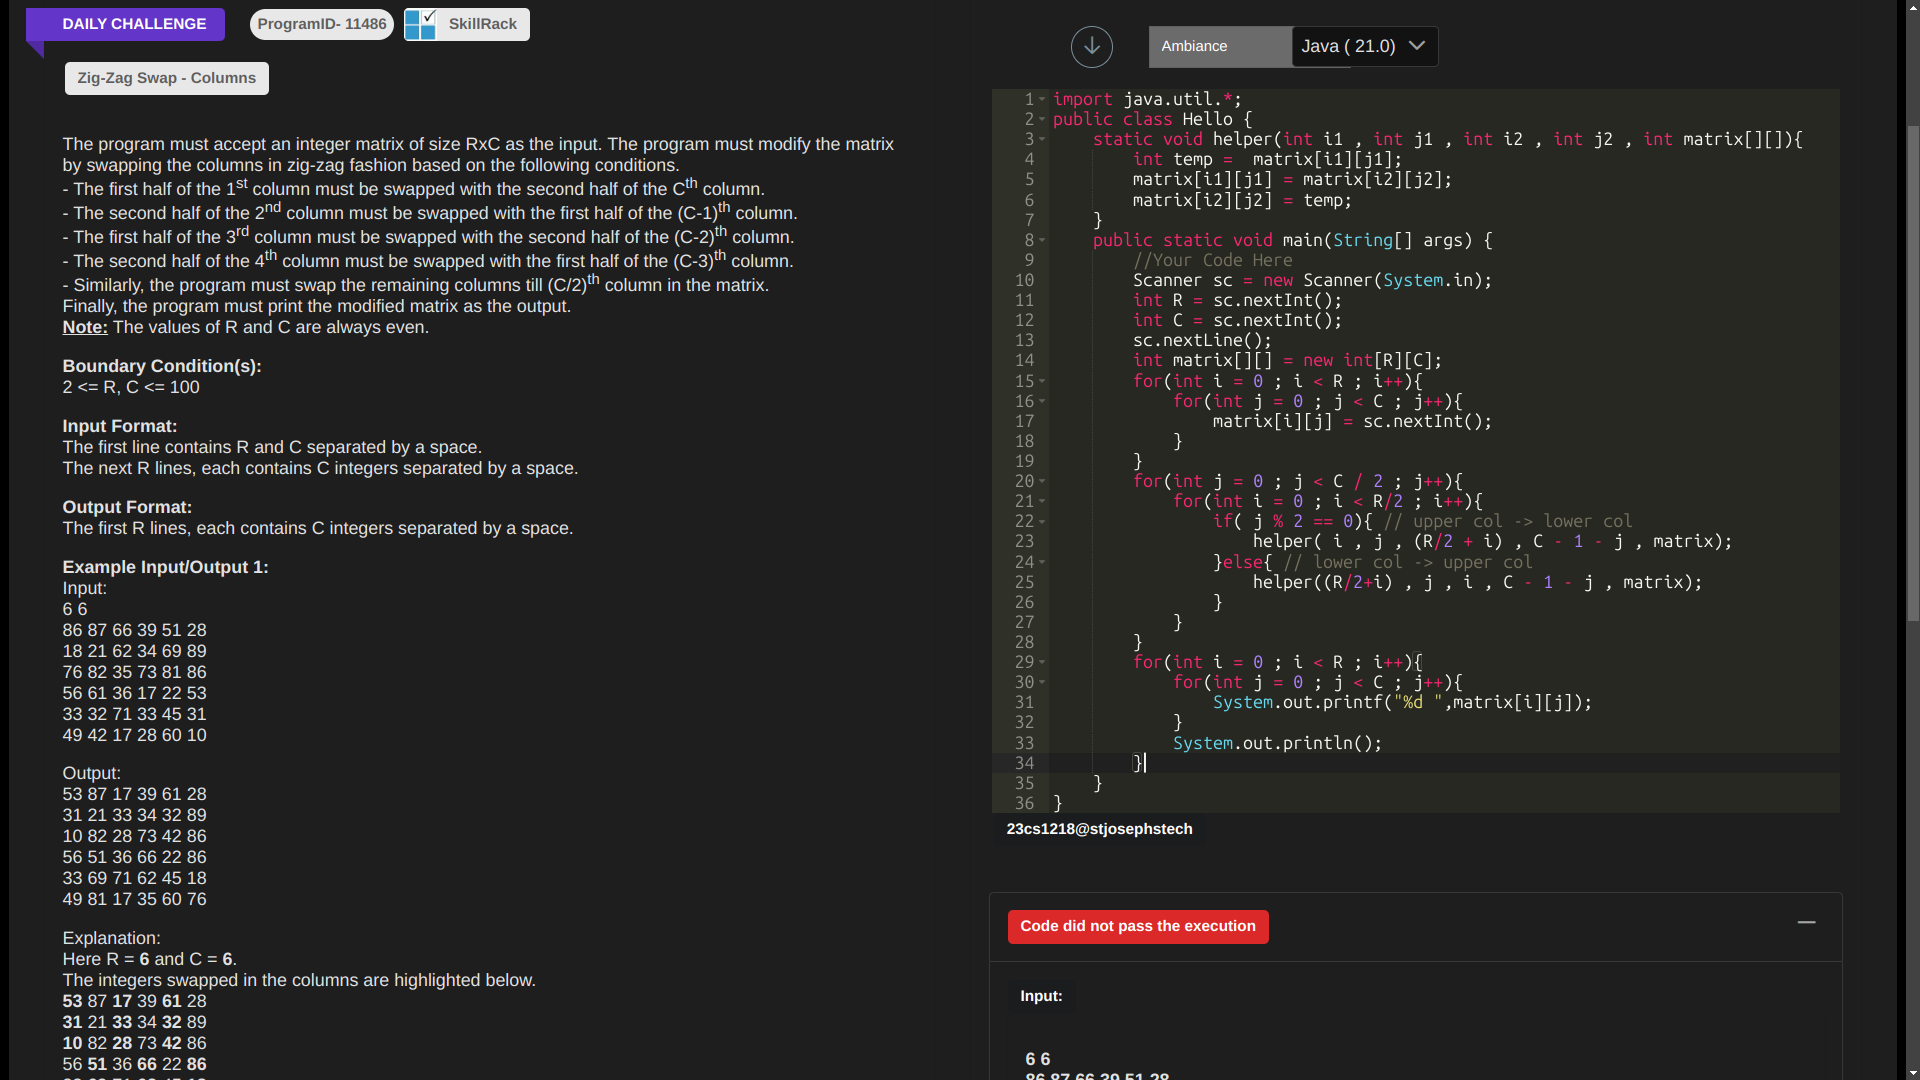 DAILY CHALLENGE
ProgramID- 11486
SkillRack
Zig-Zag Swap - Columns
The program must accept an integer matrix of size RxC as the input. The program must modify the matrix
by swapping the columns in zig-zag fashion based on the following conditions.
- The first half of the 1st column must be swapped with the second half of the Cth column.
- The second half of the 2nd column must be swapped with the first half of the (C-1)th column.
- The first half of the 3rd column must be swapped with the second half of the (C-2)th column.
- The second half of the 4th column must be swapped with the first half of the (C-3)th column.
- Similarly, the program must swap the remaining columns till (C/2)th column in the matrix.
Finally, the program must print the modified matrix as the output.
Note: The values of R and C are always even.
Boundary Condition(s):
2 <= R, C <= 100
Input Format:
The first line contains R and C separated by a space.
The next R lines, each contains C integers separated by a space.
Output Format:
The first R lines, each contains C integers separated by a space.
Example Input/Output 1:
Input:
6 6
86 87 66 39 51 28
18 21 62 34 69 89
76 82 35 73 81 86
56 61 36 17 22 53
33 32 71 33 45 31
49 42 17 28 60 10
Output:
53 87 17 39 61 28
31 21 33 34 32 89
10 82 28 73 42 86
56 51 36 66 22 86
33 69 71 62 45 18
49 81 17 35 60 76
Explanation:
Here R = 6 and C = 6.
The integers swapped in the columns are highlighted below.
53 87 17 39 61 28
31 21 33 34 32 89
10 82 28 73 42 86
56 51 36 66 22 86
Ambiance
Java ( 21.0)
1 import java.util.*;
2 public class Hello {
3 static void helper(int i1 , int j1 , int i2 , int j2 , int matrix[][]){
4 int temp =  matrix[i1][j1];
5 matrix[i1][j1] = matrix[i2][j2];
6 matrix[i2][j2] = temp;
7 }
8 public static void main(String[] args) {
9 //Your Code Here
10 Scanner sc = new Scanner(System.in);
11 int R = sc.nextInt();
12 int C = sc.nextInt();
13 sc.nextLine();
14 int matrix[][] = new int[R][C];
15 for(int i = 0 ; i < R ; i++){
16 for(int j = 0 ; j < C ; j++){
17 matrix[i][j] = sc.nextInt();
18 }
19 }
20 for(int j = 0 ; j < C / 2 ; j++){
21 for(int i = 0 ; i < R/2 ; i++){
22 if( j % 2 == 0){ // upper col -> lower col
23 helper( i , j , (R/2 + i) , C - 1 - j , matrix);
24 }else{ // lower col -> upper col
25 helper((R/2+i) , j , i , C - 1 - j , matrix);
26 }
27 }
28 }
29 for(int i = 0 ; i < R ; i++){
30 for(int j = 0 ; j < C ; j++){
31 System.out.printf("%d ",matrix[i][j]);
32 }
33 System.out.println();
34 }
35 }
36 }
23cs1218@stjosephstech
Code did not pass the execution
Input:
6 6
86 87 66 39 51 28